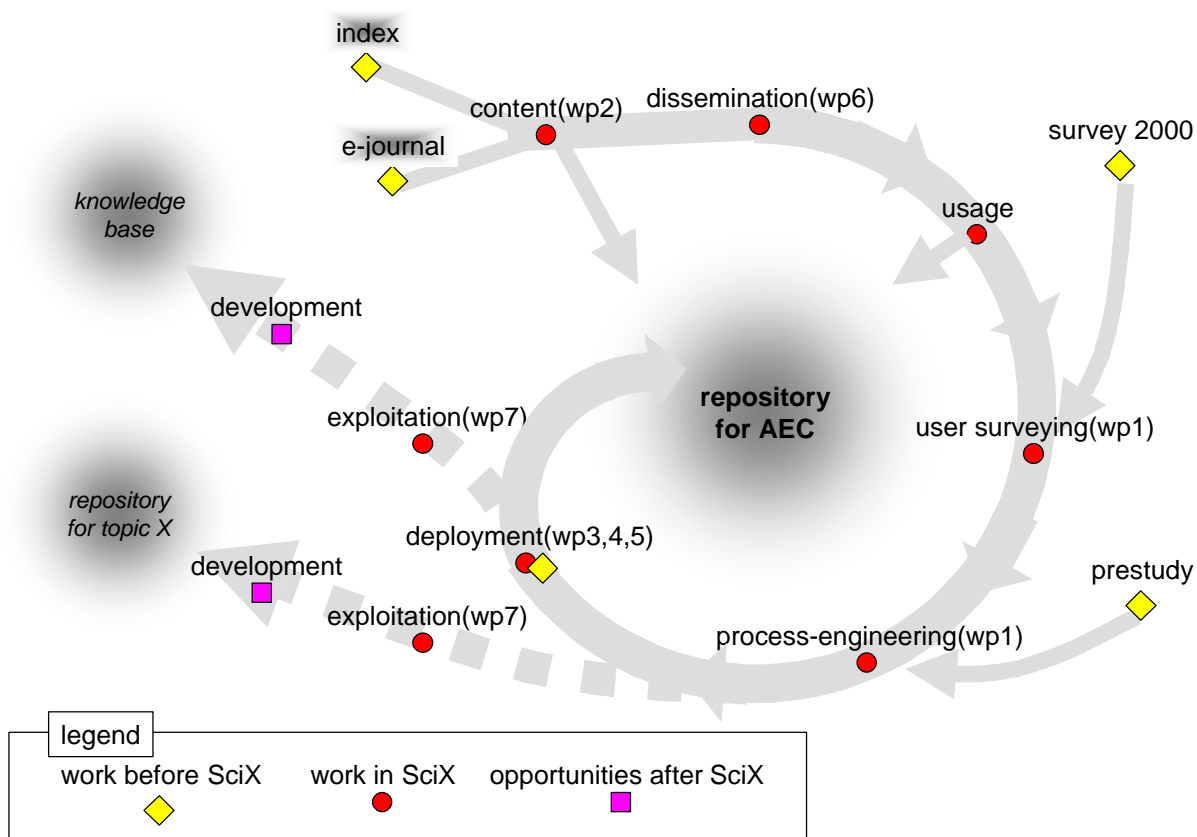 index
content(wp2)
dissemination(wp6)
survey 2000
e-journal
knowledge
base
usage
development
repository
for AEC
exploitation(wp7)
user surveying(wp1)
repository
for topic X
deployment(wp3,4,5)
development
prestudy
exploitation(wp7)
process-engineering(wp1)
legend
work before SciX
work in SciX
opportunities after SciX